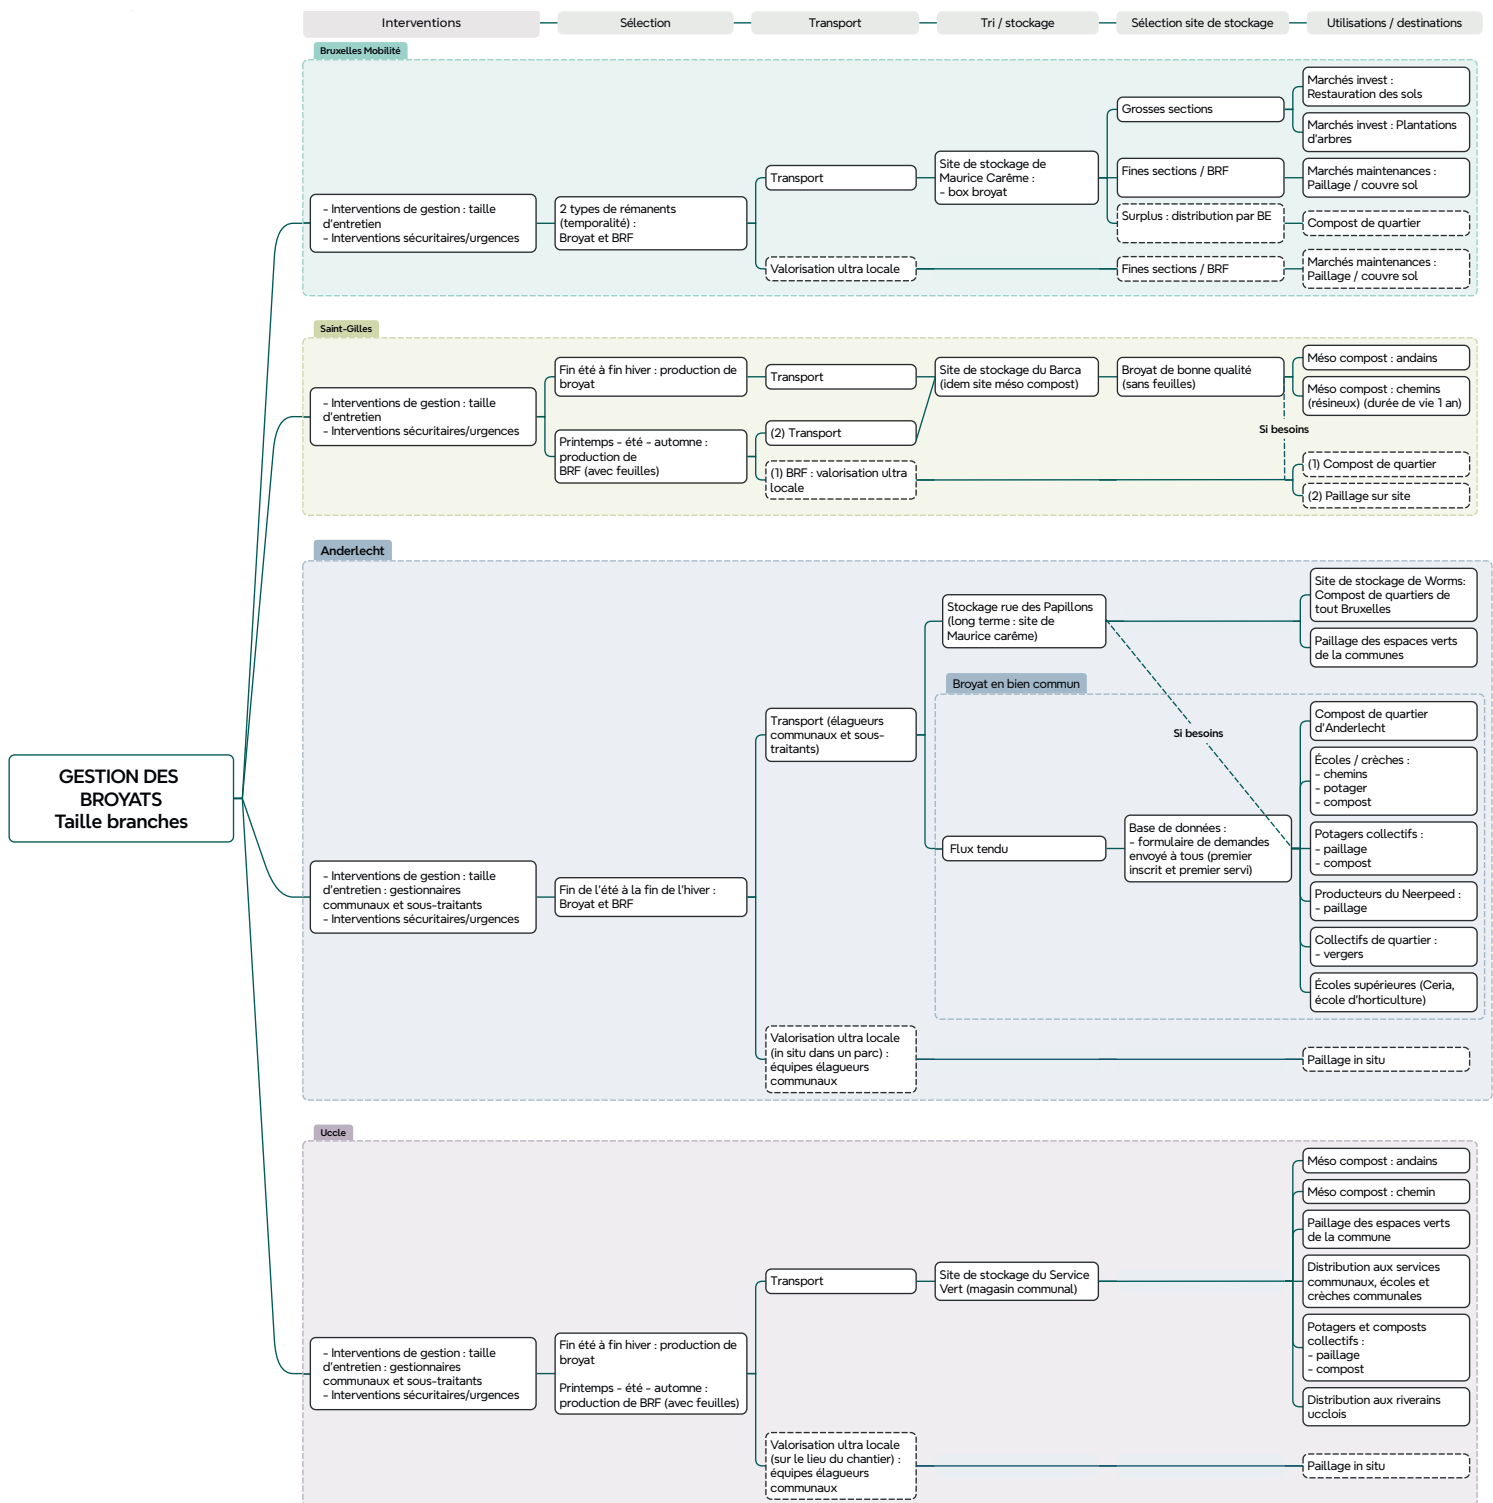 Interventions
Sélection
Transport
Tri / stockage
Sélection site de stockage
Utilisations / destinations
GESTION DES
BROYATS
Taille branches
Bruxelles Mobilité
- Interventions de gestion : taille
d'entretien
- Interventions sécuritaires/urgences
2 types de rémanents
(temporalité) :
Broyat et BRF
Transport
Valorisation ultra locale
Site de stockage de
Maurice Carême :
- box broyat
Grosses sections
Fines sections / BRF
Surplus : distribution par BE
Fines sections / BRF
Marchés invest :
Restauration des sols
Marchés invest : Plantations
d'arbres
Marchés maintenances :
Paillage / couvre sol
Compost de quartier
Marchés maintenances :
Paillage / couvre sol
Saint-Gilles
- Interventions de gestion : taille
d'entretien
- Interventions sécuritaires/urgences
Fin été à fin hiver : production de
broyat
Printemps - été - automne :
production de
BRF (avec feuilles)
Transport
(2) Transport
(1) BRF : valorisation ultra
locale
Site de stockage du Barca
(idem site méso compost)
Broyat de bonne qualité
(sans feuilles)
Si besoins
Méso compost : andains
Méso compost : chemins
(résineux) (durée de vie 1 an)
(1) Compost de quartier
(2) Paillage sur site
Anderlecht
- Interventions de gestion : taille
d'entretien : gestionnaires
communaux et sous-traitants
- Interventions sécuritaires/urgences
Fin de l'été à la fin de l'hiver :
Broyat et BRF
Transport (élagueurs
communaux et sous-
traitants)
Valorisation ultra locale
(in situ dans un parc) :
équipes élagueurs
communaux
Stockage rue des Papillons
(long terme : site de
Maurice carême)
Broyat en bien commun
Flux tendu
Base de données :
- formulaire de demandes
envoyé à tous (premier
inscrit et premier servi)
Si besoins
Site de stockage de Worms:
Compost de quartiers de
tout Bruxelles
Paillage des espaces verts
de la communes
Compost de quartier
d'Anderlecht
Écoles / crèches :
- chemins
- potager
- compost
Potagers collectifs :
- paillage
- compost
Producteurs du Neerpeed :
- paillage
Collectifs de quartier :
- vergers
Écoles supérieures (Ceria,
école d'horticulture)
Paillage in situ
Uccle
- Interventions de gestion : taille
d'entretien : gestionnaires
communaux et sous-traitants
- Interventions sécuritaires/urgences
Fin été à fin hiver : production de
broyat
Printemps - été - automne :
production de BRF (avec feuilles)
Transport
Valorisation ultra locale
(sur le lieu du chantier) :
équipes élagueurs
communaux
Site de stockage du Service
Vert (magasin communal)
Méso compost : andains
Méso compost : chemin
Paillage des espaces verts
de la commune
Distribution aux services
communaux, écoles et
crèches communales
Potagers et composts
collectifs :
- paillage
- compost
Distribution aux riverains
ucclois
Paillage in situ